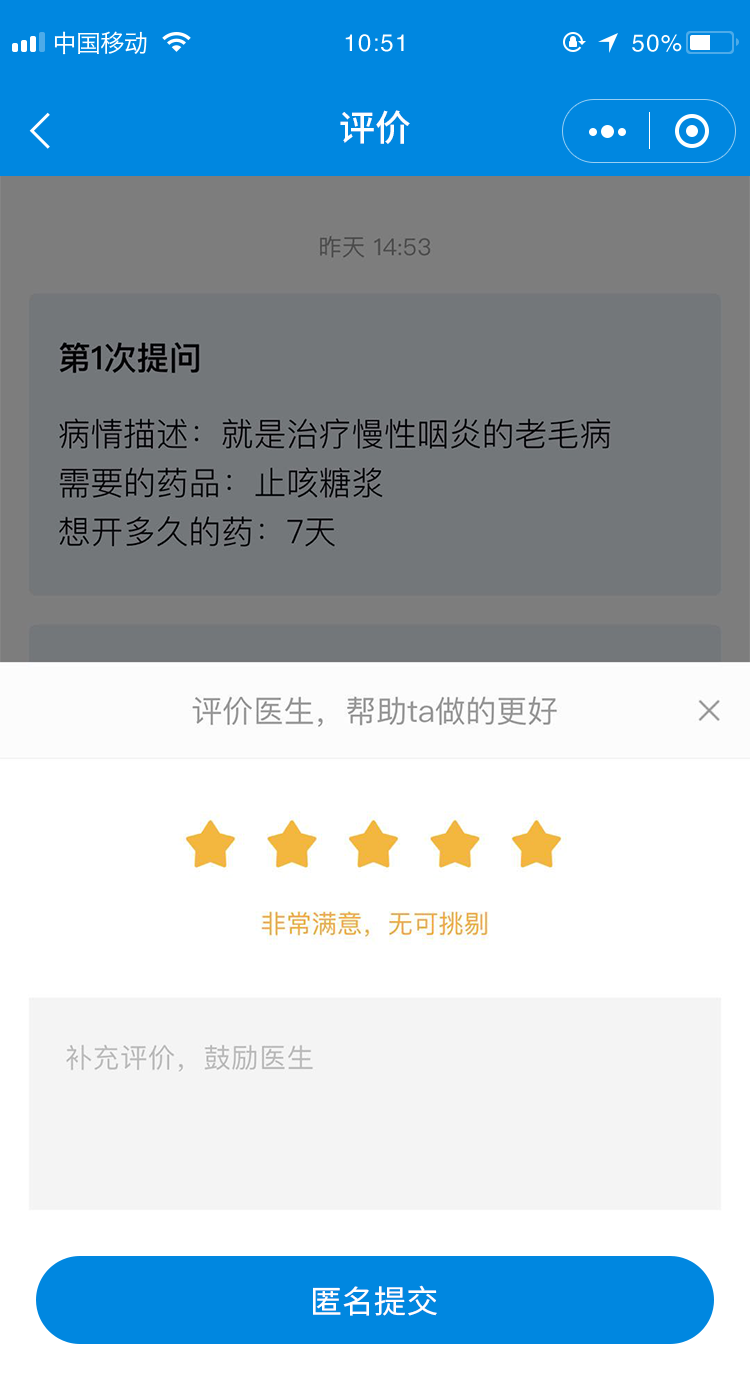 中国移动 10:51 50%
评价
昨天 14:53
第1次提问
病情描述：就是治疗慢性咽炎的老毛病
需要的药品：止咳糖浆
想开多久的药：7天
评价医生，帮助ta做的更好
非常满意，无可挑剔
补充评价，鼓励医生
匿名提交